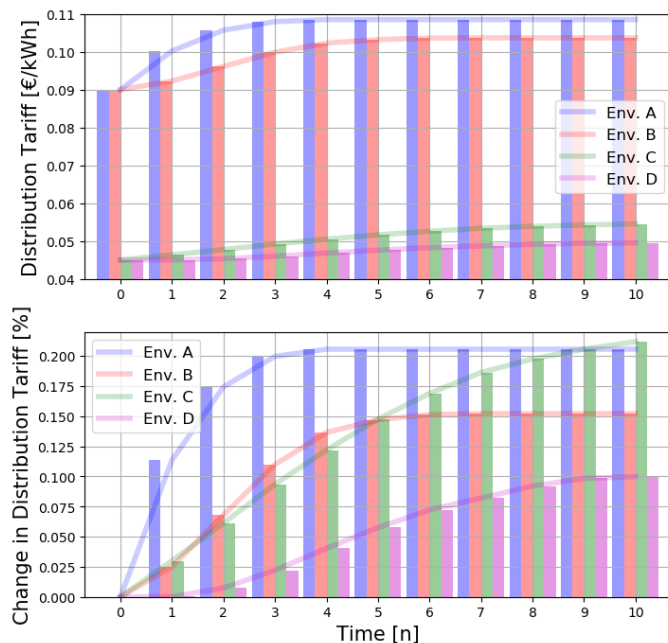 Distribution Tariff [€/kWh]
0.11
0.10
0.09
0.08
0.07
0.06
0.05
0.04
Env. A
Env. B
Env. C
Env. D
0 1 2 3 4 5 6 7 8 9 10
Change in Distribution Tariff [%]
0.200
0.175
0.150
0.125
0.100
0.075
0.050
0.025
0.000
Env. A
Env. B
Env. C
Env. D
0 1 2 3 4 5 6 7 8 9 10
Time [n]